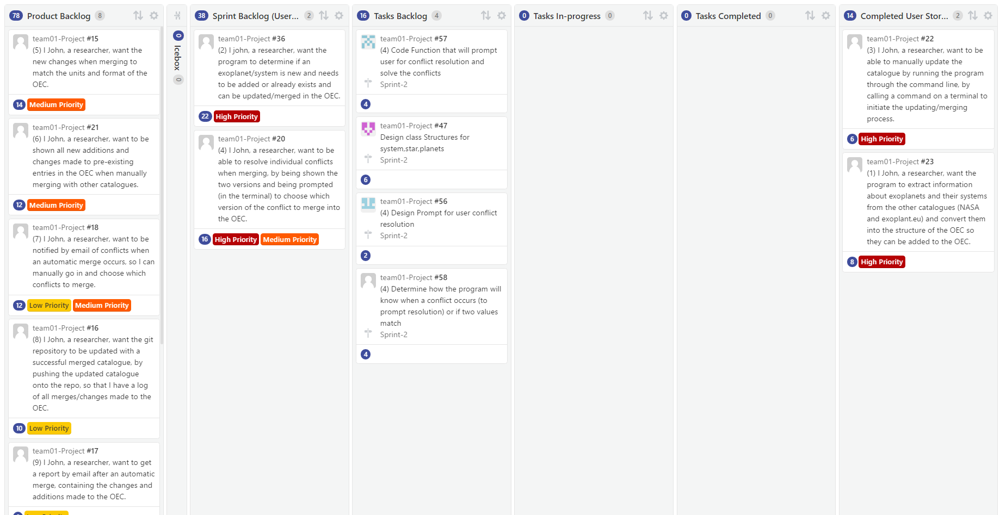 78 Product Backlog 8
team01-Project #15
(5) I John, a researcher, want the
new changes when merging to
match the units and format of the
OEC.
14 Medium Priority
team01-Project #21
(6) I John, a researcher, want to be
shown all new additions and
changes made to pre-existing
entries in the OEC when manually
merging with other catalogues.
12 Medium Priority
team01-Project #18
(7) I John, a researcher, want to be
notified by email of conflicts when
an automatic merge occurs, so I can
manually go in and choose which
conflicts to merge.
12 Low Priority Medium Priority
team01-Project #16
(8) I John, a researcher, want the git
repository to be updated with a
successful merged catalogue, by
pushing the updated catalogue
onto the repo, so that I have a log
of all merges/changes made to the
OEC.
10 Low Priority
team01-Project #17
(9) I John, a researcher, want to get
a report by email after an automatic
merge, containing the changes and
additions made to the OEC.
0 Icebox 0
38 Sprint Backlog (User... 2
team01-Project #36
(2) I john, a researcher, want the
program to determine if an
exoplanet/system is new and needs
to be added or already exists and
can be updated/merged in the OEC.
22 High Priority
team01-Project #20
(4) I John, a researcher, want to be
able to resolve individual conflicts
when merging, by being shown the
two versions and being prompted
(in the terminal) to choose which
version of the conflict to merge into
the OEC.
16 High Priority Medium Priority
16 Tasks Backlog 4
team01-Project #57
(4) Code Function that will prompt
user for conflict resolution and
solve the conflicts
Sprint-2
4
team01-Project #47
Design class Structures for
system,star,planets
Sprint-2
6
team01-Project #56
(4) Design Prompt for user conflict
resolution
Sprint-2
2
team01-Project #58
(4) Determine how the program will
know when a conflict occurs (to
prompt resolution) or if two values
match
Sprint-2
4
0 Tasks In-progress 0
0 Tasks Completed 0
14 Completed User Stor... 2
team01-Project #22
(3) I John, a researcher, want to be
able to manually update the
catalogue by running the program
through the command line, by
calling a command on a terminal to
initiate the updating/merging
process.
6 High Priority
team01-Project #23
(1) I John, a researcher, want the
program to extract information
about exoplanets and their systems
from the other catalogues (NASA
and exoplant.eu) and convert them
into the structure of the OEC so
they can be added to the OEC.
8 High Priority